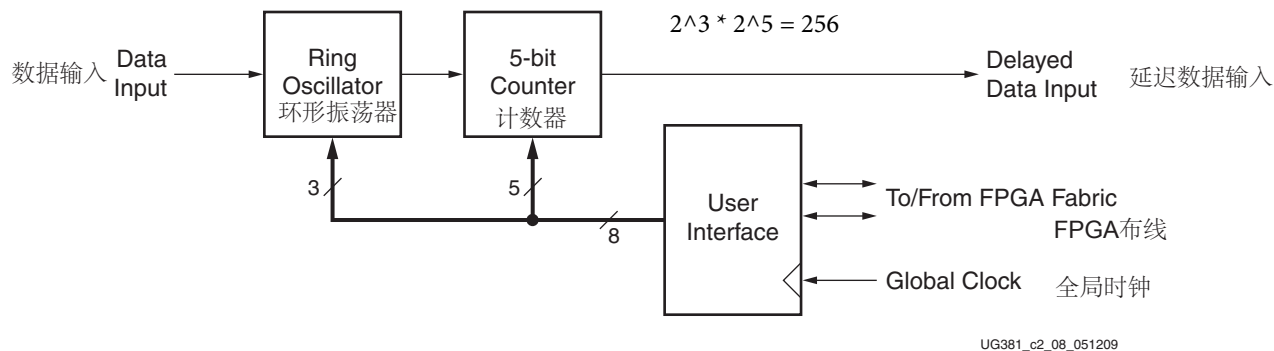 2^3 * 2^5 = 256
数据输入
Data
Input
Ring
Oscillator
环形振荡器
5-bit
Counter
计数器
Delayed
Data Input
延迟数据输入
3
5
8
User
Interface
To/From FPGA Fabric
FPGA布线
Global Clock
全局时钟
UG381_c2_08_051209